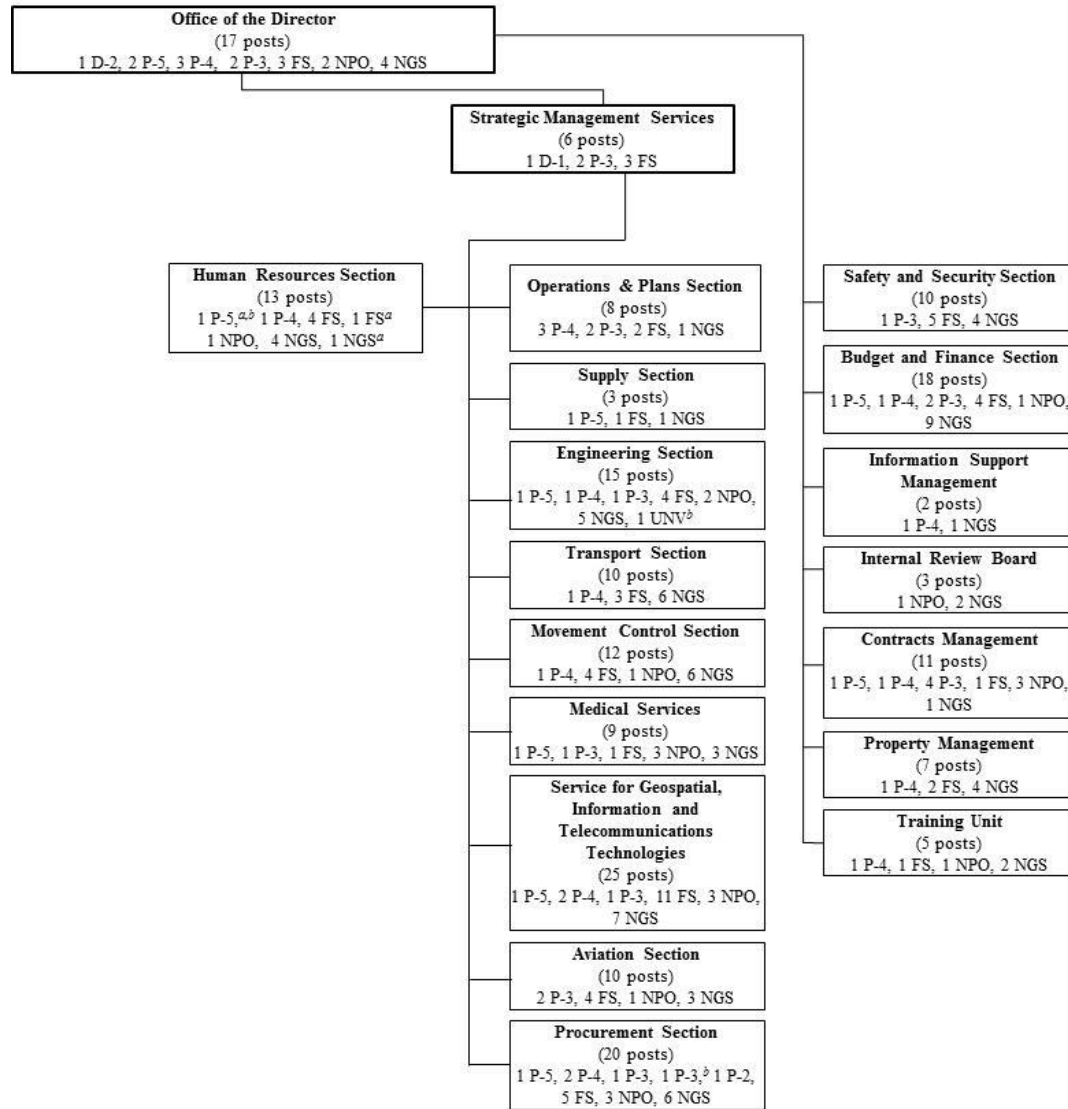 Office of the Director
(17 posts)
1 D-2, 2 P-5, 3 P-4, 2 P-3, 3 FS, 2 NPO, 4 NGS
Strategic Management Services
(6 posts)
1 D-1, 2 P-3, 3 FS
Human Resources Section
(13 posts)
1 P-5,a,b 1 P-4, 4 FS, 1 FSa
1 NPO, 4 NGS, 1 NGSa
Operations & Plans Section
(8 posts)
3 P-4, 2 P-3, 2 FS, 1 NGS
Supply Section
(3 posts)
1 P-5, 1 FS, 1 NGS
Engineering Section
(15 posts)
1 P-5, 1 P-4, 1 P-3, 4 FS, 2 NPO,
5 NGS, 1 UNVb
Transport Section
(10 posts)
1 P-4, 3 FS, 6 NGS
Movement Control Section
(12 posts)
1 P-4, 4 FS, 1 NPO, 6 NGS
Medical Services
(9 posts)
1 P-5, 1 P-3, 1 FS, 3 NPO, 3 NGS
Service for Geospatial,
Information and
Telecommunications
Technologies
(25 posts)
1 P-5, 2 P-4, 1 P-3, 11 FS, 3 NPO,
7 NGS
Aviation Section
(10 posts)
2 P-3, 4 FS, 1 NPO, 3 NGS
Procurement Section
(20 posts)
1 P-5, 2 P-4, 1 P-3, 1 P-3,b 1 P-2,
5 FS, 3 NPO, 6 NGS
Safety and Security Section
(10 posts)
1 P-3, 5 FS, 4 NGS
Budget and Finance Section
(18 posts)
1 P-5, 1 P-4, 2 P-3, 4 FS, 1 NPO,
9 NGS
Information Support
Management
(2 posts)
1 P-4, 1 NGS
Internal Review Board
(3 posts)
1 NPO, 2 NGS
Contracts Management
(11 posts)
1 P-5, 1 P-4, 4 P-3, 1 FS, 3 NPO,
1 NGS
Property Management
(7 posts)
1 P-4, 2 FS, 4 NGS
Training Unit
(5 posts)
1 P-4, 1 FS, 1 NPO, 2 NGS